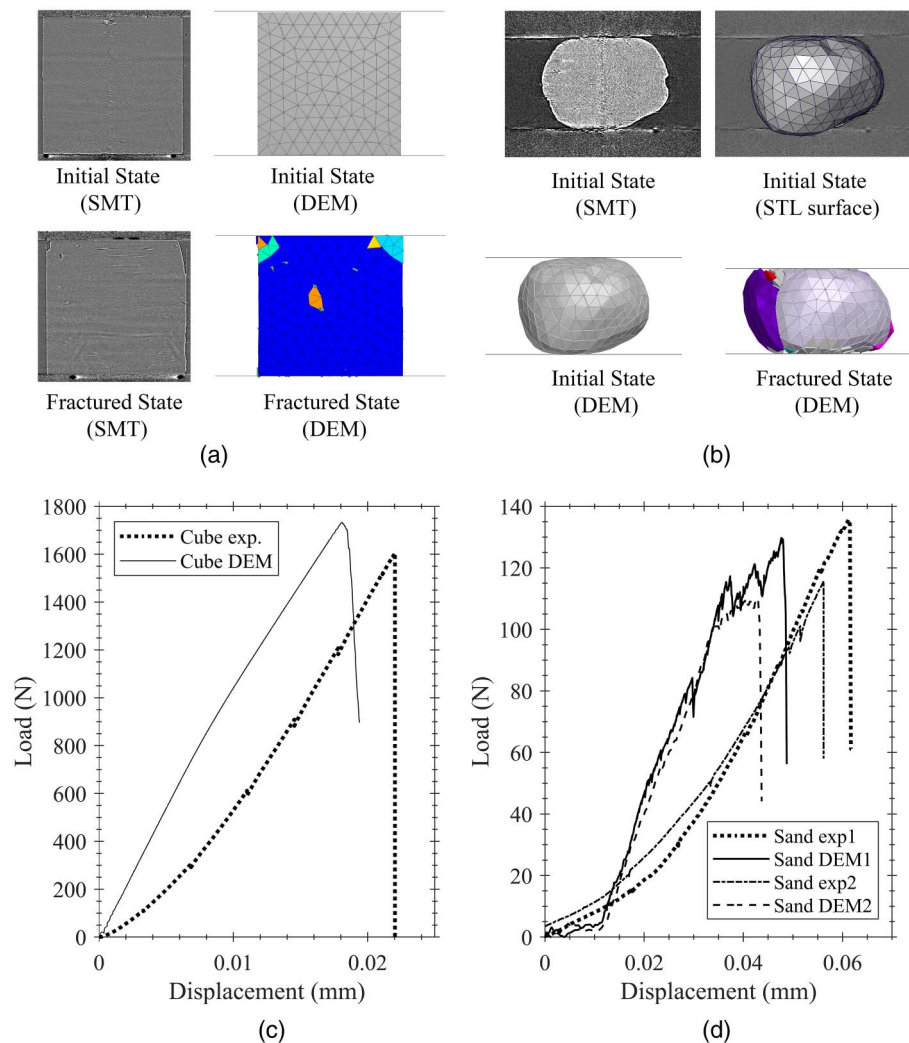 Initial State
(SMT)
Initial State
(DEM)
Initial State
(SMT)
Initial State
(STL surface)
Fractured State
(SMT)
Fractured State
(DEM)
Initial State
(DEM)
Fractured State
(DEM)
(a)
(b)
1800
1600
1400
1200
1000
800
600
400
200
0
Load (N)
Cube exp.
Cube DEM
0
0.01
0.02
Displacement (mm)
(c)
140
120
100
80
60
40
20
0
Load (N)
Sand exp1
Sand DEM1
Sand exp2
Sand DEM2
0
0.02
0.04
0.06
Displacement (mm)
(d)